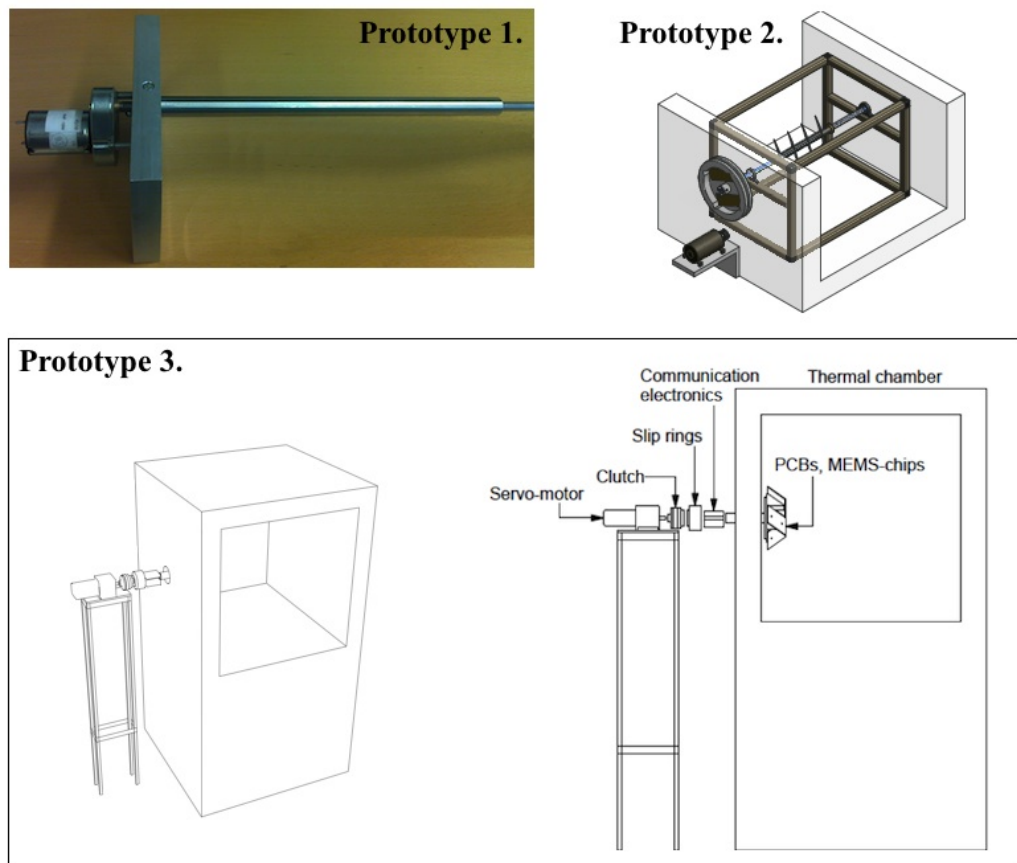 Prototype 1.
Prototype 2.
Prototype 3.
Communication
electronics
Thermal chamber
Slip rings
PCBs, MEMS-chips
Clutch
Servo-motor